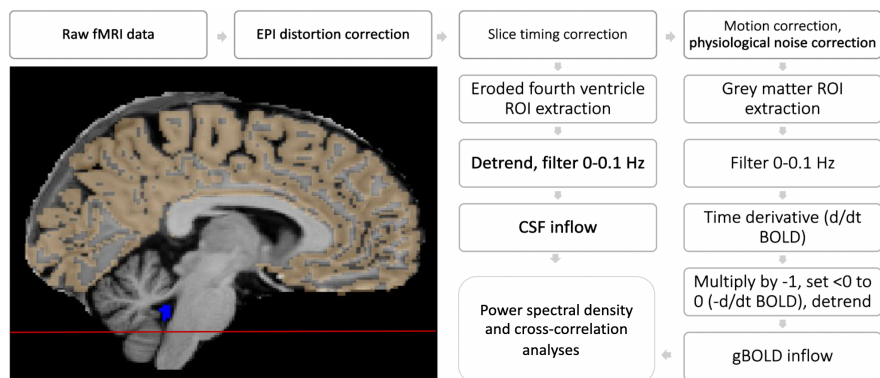 Raw fMRI data
EPI distortion correction
Slice timing correction
Motion correction,
physiological noise correction
Eroded fourth ventricle
ROI extraction
Grey matter ROI
extraction
Detrend, filter 0-0.1 Hz
Filter 0-0.1 Hz
CSF inflow
Time derivative (d/dt
BOLD)
Multiply by -1, set <0 to
0 (-d/dt BOLD), detrend
Power spectral density
and cross-correlation
analyses
gBOLD inflow